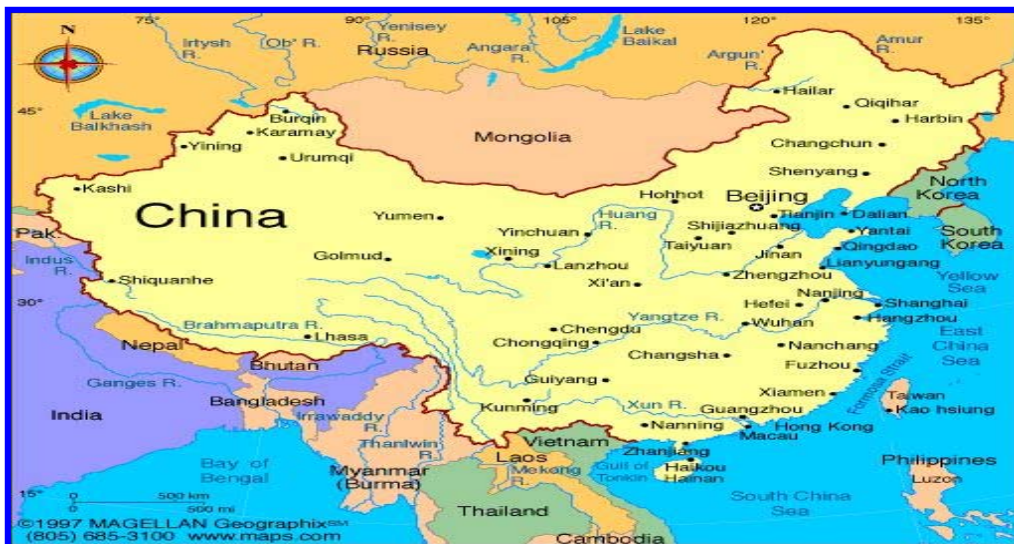 75°
90°
105°
120°
135°
N
Irtysh
R.
Ob' R.
Yenisey
R.
Russia
Angara
R.
Lake
Baikal
Argun'
R.
Amur
R.
45°
Lake
Balkhash
Burqin
Karamay
Yining
Urumqi
Mongolia
Hailar
Qiqihar
Harbin
Changchun
Shenyang
Kashi
China
Yumen
Hohhot
Beijing
North
Korea
Huang
R.
Tianjin
Dalian
South
Korea
Pak.
Indus
R.
Yinchuan
Shijiazhuang
Yantai
Taiyuan
Qingdao
Golmud
Xining
Jinan
Lanzhou
Lianyungang
Yellow
Sea
Shiquanhe
Xi'an
Zhengzhou
30°
Nanjing
Hefei
Shanghai
Hangzhou
Brahmaputra R.
Lhasa
Chengdu
Yangtze R.
Wuhan
East
China
Sea
Nepal
Chongqing
Nanchang
Bhutan
Changsha
Fuzhou
Formosa Strait
Ganges R.
Guiyang
Xiamen
Taiwan
Bangladesh
India
Kunming
Xun R.
Guangzhou
Kao hsiung
Irrawaddy
R.
Nanning
Hong Kong
Macau
Thanlwin
R.
Vietnam
Zhanjiang
Laos
Bay of
Bengal
Myanmar
(Burma)
Mekong
R.
Gulf of
Tonkin
Haikou
Hainan
Philippines
Luzon
15°
0 500 km
0 500 mi
South China
Sea
Thailand
Cambodia
©1997 MAGELLAN Geographix℠
(805) 685-3100 www.maps.com